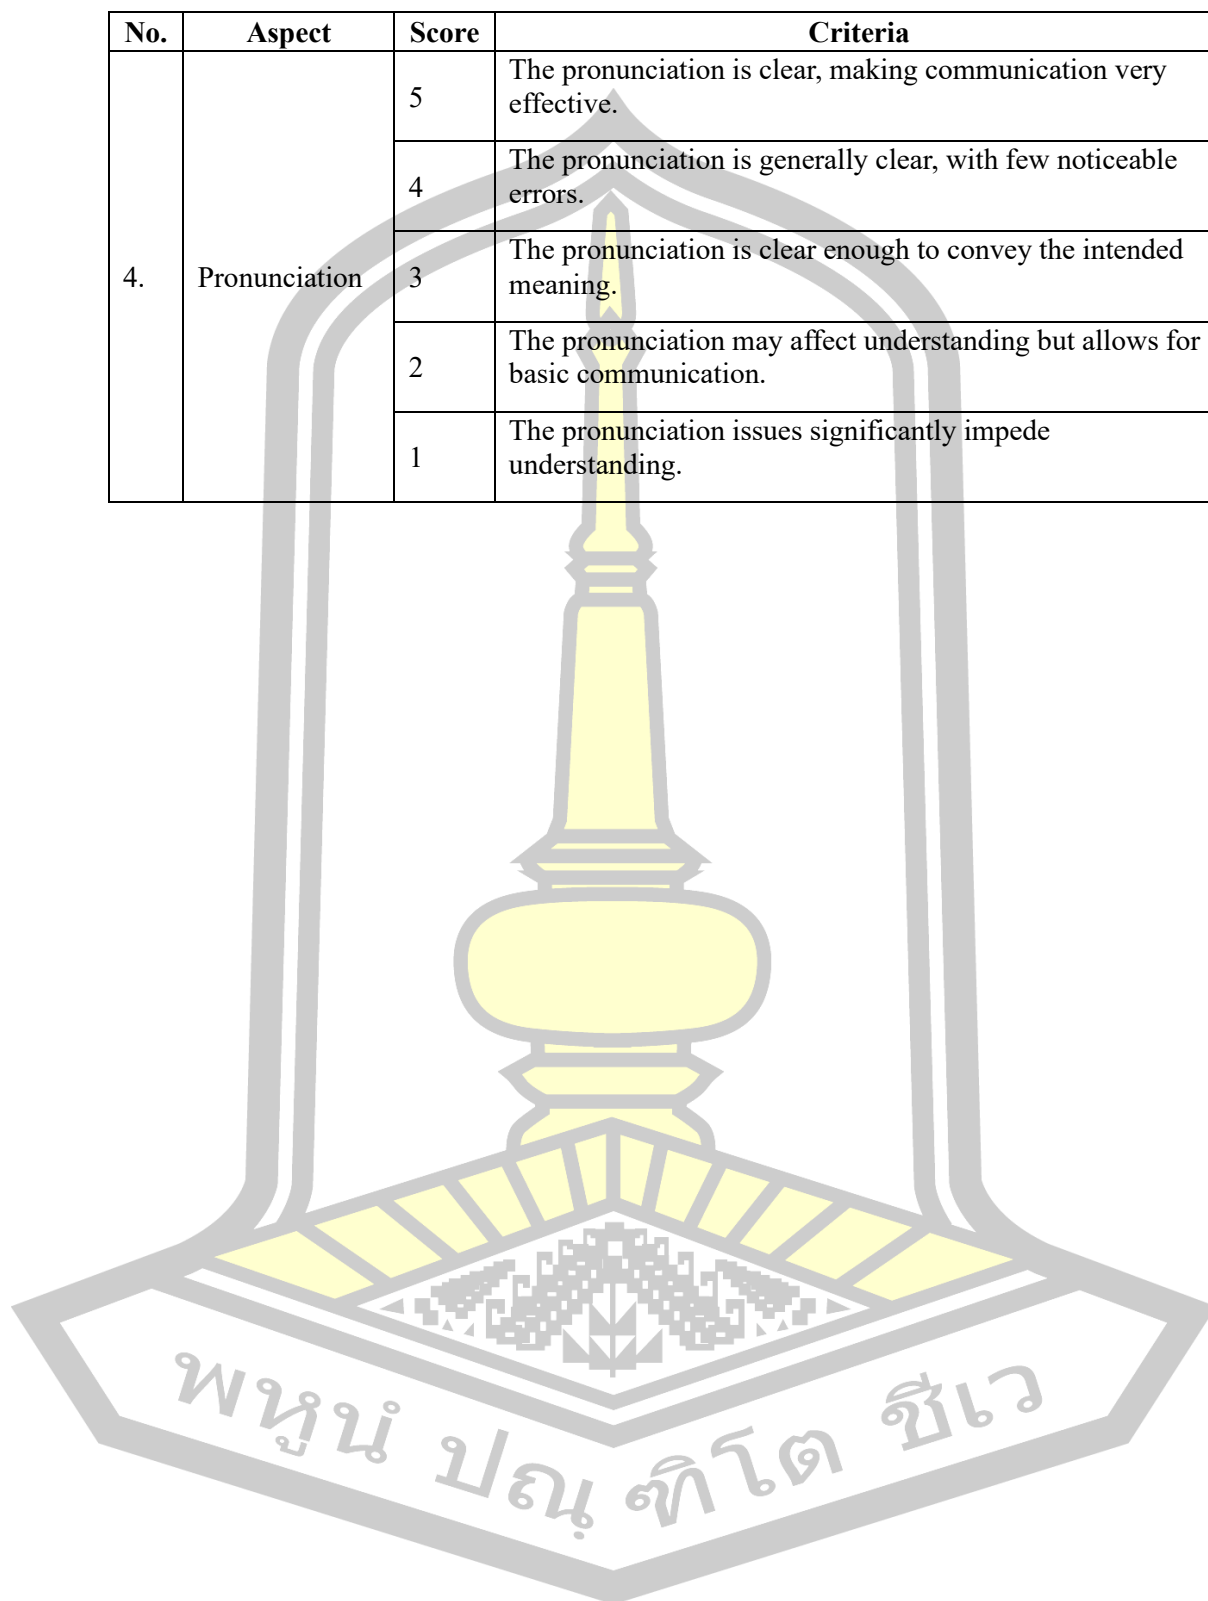 No. Aspect Score Criteria
5 The pronunciation is clear, making communication very
effective.
4 The pronunciation is generally clear, with few noticeable
errors.
4. Pronunciation 3 The pronunciation is clear enough to convey the intended
meaning.
2 The pronunciation may affect understanding but allows for
basic communication.
1 The pronunciation issues significantly impede
understanding.
พหูนํ ปณฺฑิโต ชีเว